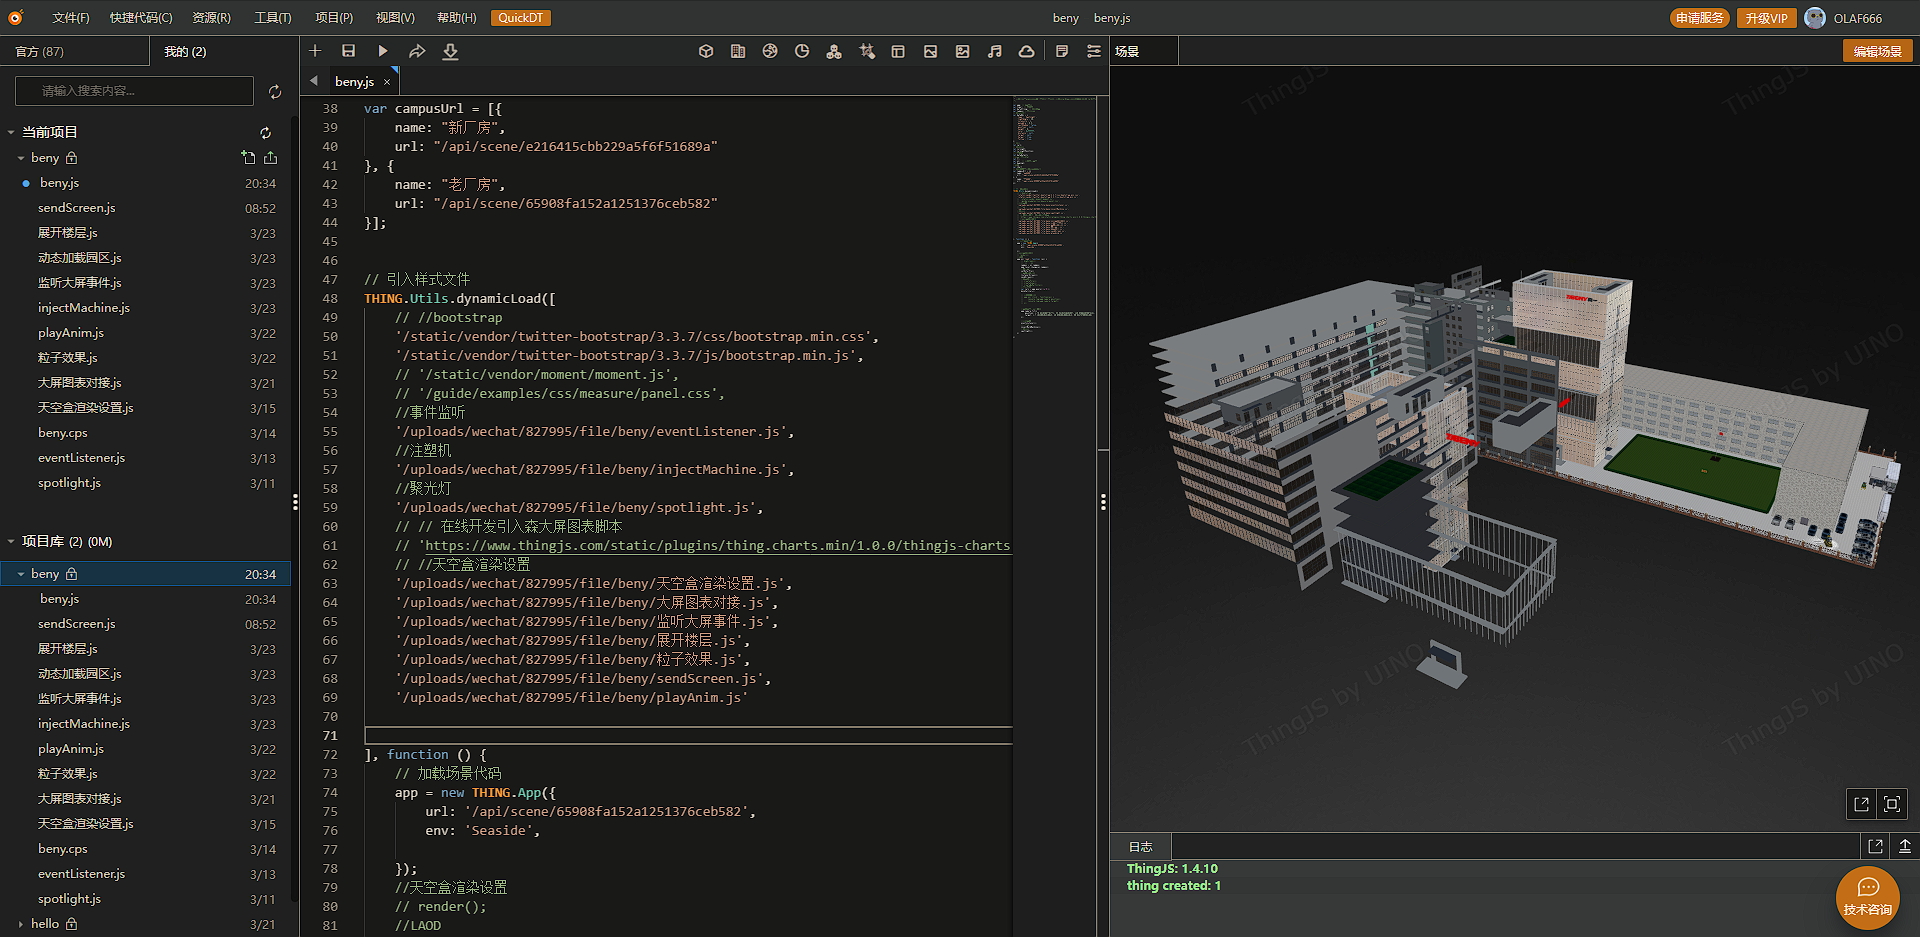 文件(F) 快捷代码(C) 资源(R) 工具(T) 项目(P) 视图(V) 帮助(H) QuickDT beny beny.js 申请服务 升级VIP OLAF666
官方 (87) 我的 (2)
请输入搜索内容...
当前项目
beny
beny.js 20:34
sendScreen.js 08:52
展开楼层.js 3/23
动态加载园区.js 3/23
监听大屏事件.js 3/23
injectMachine.js 3/23
playAnim.js 3/22
粒子效果.js 3/22
大屏图表对接.js 3/21
天空盒渲染设置.js 3/15
beny.cps 3/14
eventListener.js 3/13
spotlight.js 3/11
项目库 (2) (0M)
beny 20:34
beny.js 20:34
sendScreen.js 08:52
展开楼层.js 3/23
动态加载园区.js 3/23
监听大屏事件.js 3/23
injectMachine.js 3/23
playAnim.js 3/22
粒子效果.js 3/22
大屏图表对接.js 3/21
天空盒渲染设置.js 3/15
beny.cps 3/14
eventListener.js 3/13
spotlight.js 3/11
hello 3/21
beny.js ×
38 var campusUrl = [{
39 name: "新厂房",
40 url: "/api/scene/e216415cbb229a5f6f51689a"
41 }, {
42 name: "老厂房",
43 url: "/api/scene/65908fa152a1251376ceb582"
44 }];
45
46
47 // 引入样式文件
48 THING.Utils.dynamicLoad([
49 // //bootstrap
50 '/static/vendor/twitter-bootstrap/3.3.7/css/bootstrap.min.css',
51 '/static/vendor/twitter-bootstrap/3.3.7/js/bootstrap.min.js',
52 // '/static/vendor/moment/moment.js',
53 // '/guide/examples/css/measure/panel.css',
54 //事件监听
55 '/uploads/wechat/827995/file/beny/eventListener.js',
56 //注塑机
57 '/uploads/wechat/827995/file/beny/injectMachine.js',
58 //聚光灯
59 '/uploads/wechat/827995/file/beny/spotlight.js',
60 // // 在线开发引入森大屏图表脚本
61 // 'https://www.thingjs.com/static/plugins/thing.charts.min/1.0.0/thingjs-charts
62 // //天空盒渲染设置
63 '/uploads/wechat/827995/file/beny/天空盒渲染设置.js',
64 '/uploads/wechat/827995/file/beny/大屏图表对接.js',
65 '/uploads/wechat/827995/file/beny/监听大屏事件.js',
66 '/uploads/wechat/827995/file/beny/展开楼层.js',
67 '/uploads/wechat/827995/file/beny/粒子效果.js',
68 '/uploads/wechat/827995/file/beny/sendScreen.js',
69 '/uploads/wechat/827995/file/beny/playAnim.js'
70
71
72 ], function () {
73 // 加载场景代码
74 app = new THING.App({
75 url: '/api/scene/65908fa152a1251376ceb582',
76 env: 'Seaside',
77
78 });
79 //天空盒渲染设置
80 // render();
81 //LAOD
场景 编辑场景
ThingJS
ThingJS
JS by UINO
ThingJS by UINO
ThingJS by UINO
日志
ThingJS: 1.4.10
thing created: 1
技术咨询